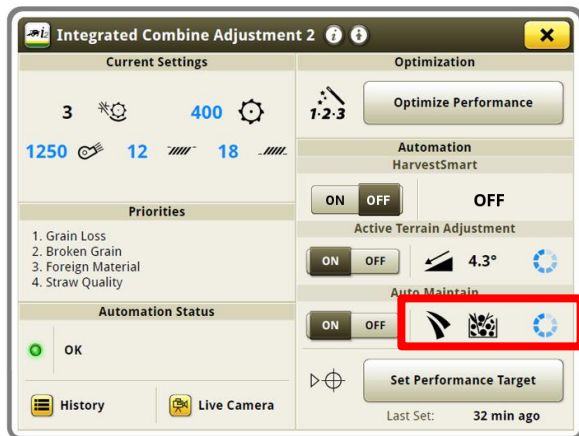 Integrated Combine Adjustment 2
Current Settings
3 400
1250 12 18
Priorities
1. Grain Loss
2. Broken Grain
3. Foreign Material
4. Straw Quality
Automation Status
OK
History Live Camera
Optimization
1·2·3 Optimize Performance
Automation
HarvestSmart
ON OFF OFF
Active Terrain Adjustment
ON OFF 4.3°
Auto Maintain
ON OFF
Set Performance Target
Last Set: 32 min ago